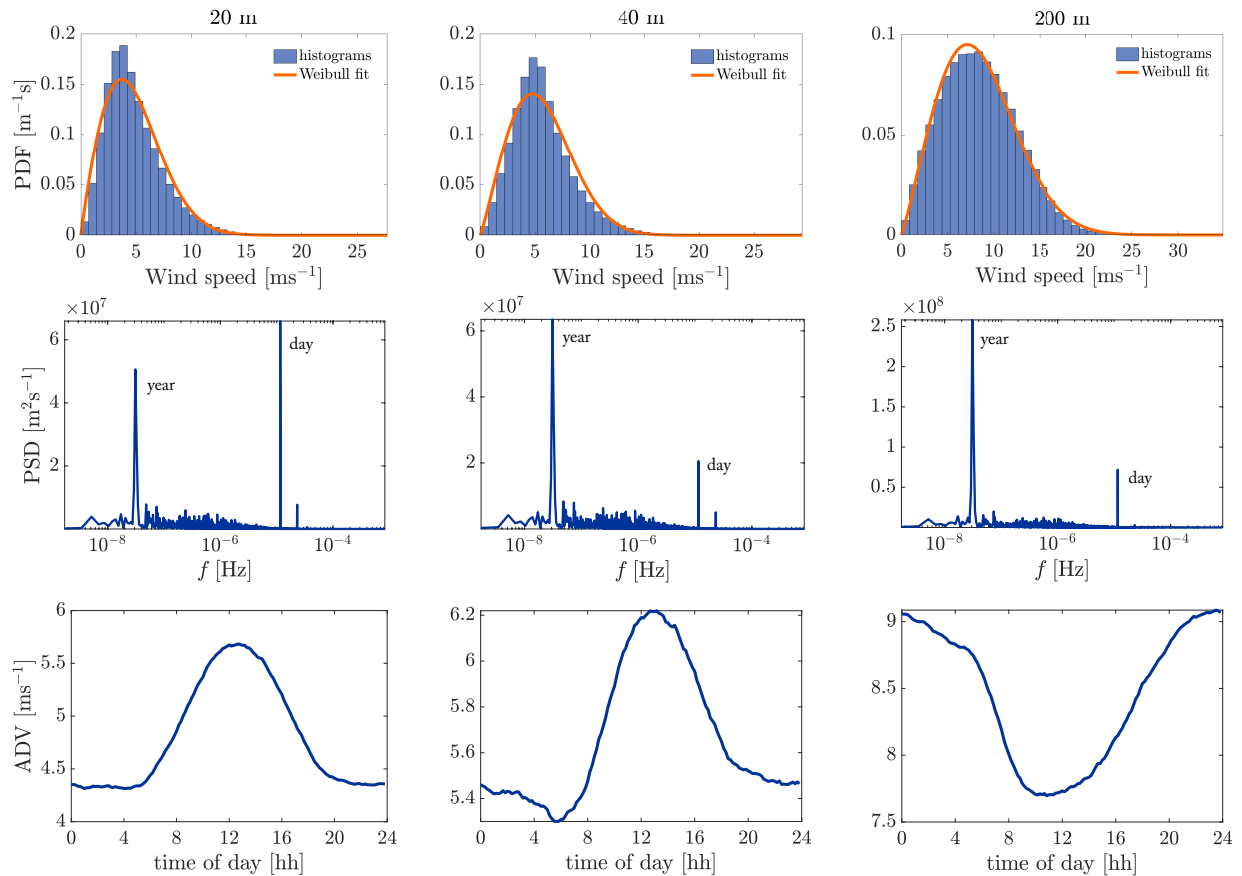 20 m
40 m
200 m
PDF [m⁻¹s]
0.2
0.15
0.1
0.05
0
histograms
Weibull fit
0 5 10 15 20 25
Wind speed [ms⁻¹]
0.2
0.15
0.1
0.05
0
histograms
Weibull fit
0 5 10 15 20 25
Wind speed [ms⁻¹]
0.1
0.05
0
histograms
Weibull fit
0 5 10 15 20 25 30
Wind speed [ms⁻¹]
PSD [m²s⁻¹]
×10⁷
6
4
2
year
day
10⁻⁸ 10⁻⁶ 10⁻⁴
f [Hz]
×10⁷
6
4
2
year
day
10⁻⁸ 10⁻⁶ 10⁻⁴
f [Hz]
×10⁸
2.5
2
1.5
1
0.5
year
day
10⁻⁸ 10⁻⁶ 10⁻⁴
f [Hz]
ADV [ms⁻¹]
6
5.5
5
4.5
4
0 4 8 12 16 20 24
time of day [hh]
6.2
6
5.8
5.6
5.4
0 4 8 12 16 20 24
time of day [hh]
9
8.5
8
7.5
0 4 8 12 16 20 24
time of day [hh]